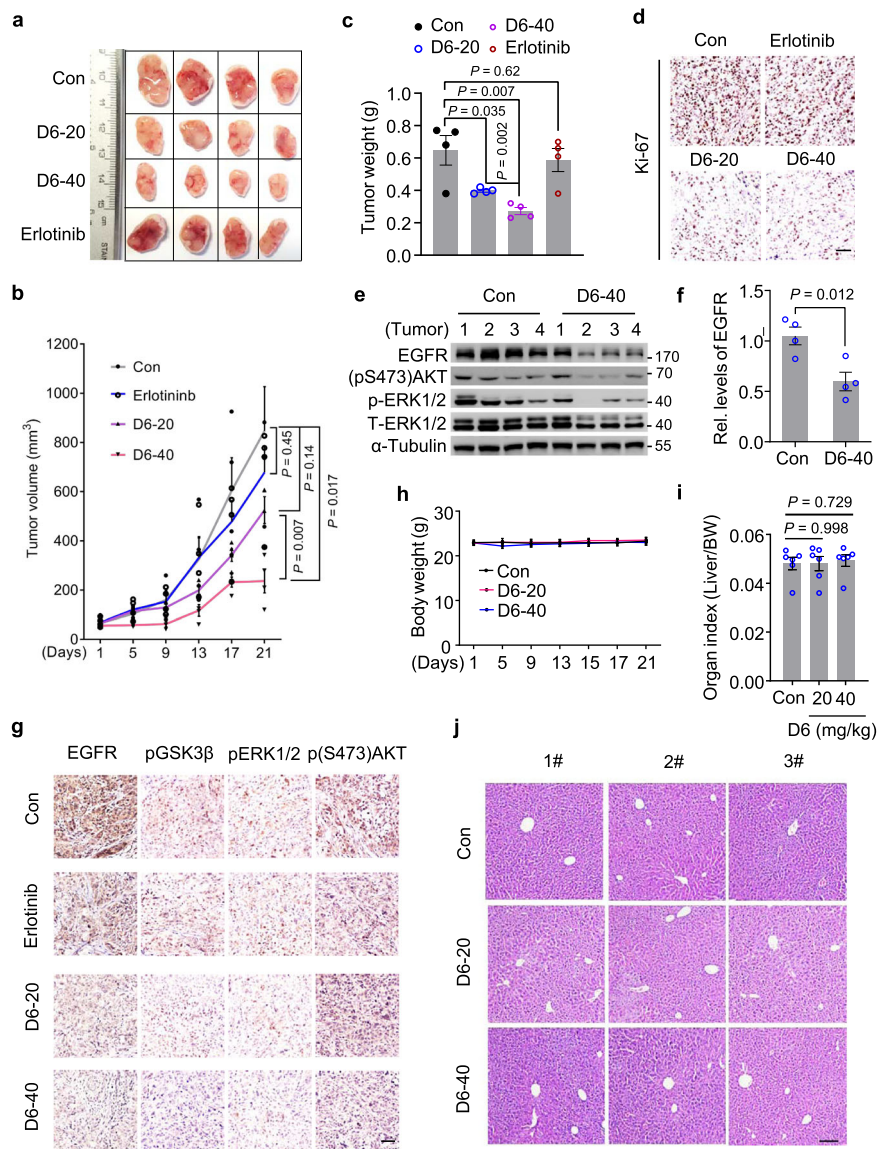 a
Con
D6-20
D6-40
Erlotinib
c
Con
D6-40
D6-20
Erlotinib
P = 0.62
P = 0.007
P = 0.035
P = 0.002
Tumor weight (g)
1.0
0.8
0.6
0.4
0.2
0.0
d
Con
Erlotinib
Ki-67
D6-20
D6-40
b
Tumor volume (mm3)
1200
1000
800
600
400
200
0
Con
Erlotininb
D6-20
D6-40
P = 0.45
P = 0.14
P = 0.017
P = 0.007
(Days) 1 5 9 13 17 21
e
Con
D6-40
(Tumor) 1 2 3 4 1 2 3 4
EGFR
170
(pS473)AKT
70
p-ERK1/2
40
T-ERK1/2
40
α-Tubulin
55
f
P = 0.012
Rel. levels of EGFR
1.5
1.0
0.5
0.0
Con
D6-40
h
Body weight (g)
30
20
10
0
Con
D6-20
D6-40
(Days) 1 5 9 13 15 17 21
i
P = 0.729
P = 0.998
Organ index (Liver/BW)
0.06
0.04
0.02
0.00
Con 20 40
D6 (mg/kg)
g
EGFR pGSK3β pERK1/2 p(S473)AKT
Con
Erlotinib
D6-20
D6-40
j
1# 2# 3#
Con
D6-20
D6-40